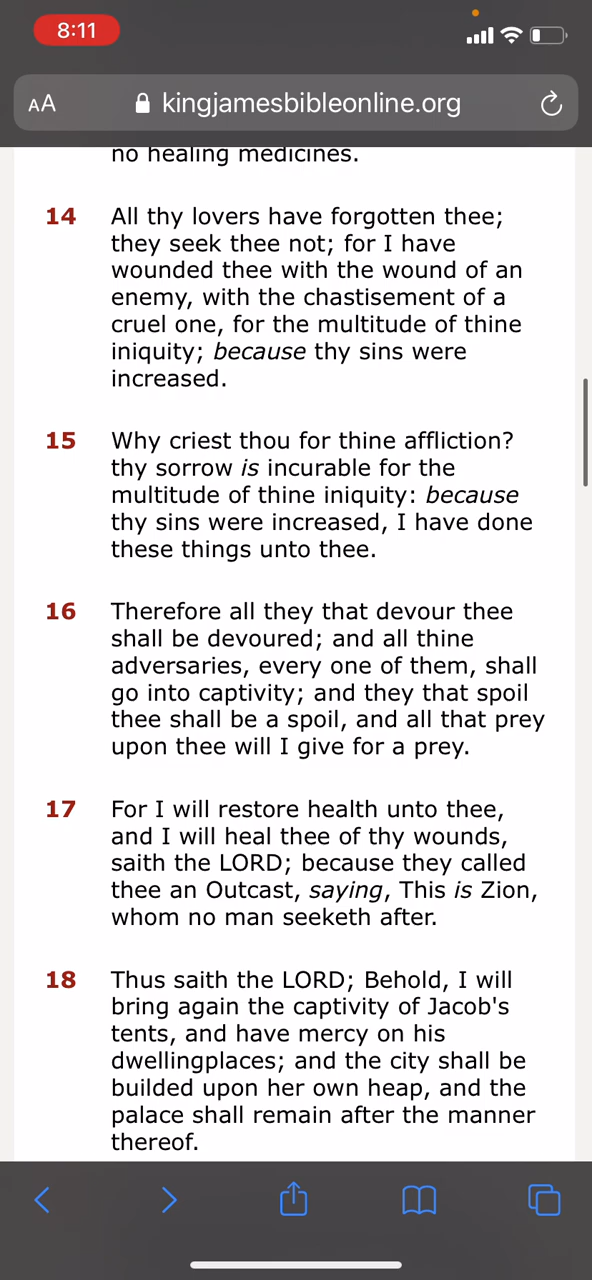 8:11
AA kingjamesbibleonline.org
no healing medicines.
14 All thy lovers have forgotten thee;
they seek thee not; for I have
wounded thee with the wound of an
enemy, with the chastisement of a
cruel one, for the multitude of thine
iniquity; because thy sins were
increased.
15 Why criest thou for thine affliction?
thy sorrow is incurable for the
multitude of thine iniquity: because
thy sins were increased, I have done
these things unto thee.
16 Therefore all they that devour thee
shall be devoured; and all thine
adversaries, every one of them, shall
go into captivity; and they that spoil
thee shall be a spoil, and all that prey
upon thee will I give for a prey.
17 For I will restore health unto thee,
and I will heal thee of thy wounds,
saith the LORD; because they called
thee an Outcast, saying, This is Zion,
whom no man seeketh after.
18 Thus saith the LORD; Behold, I will
bring again the captivity of Jacob's
tents, and have mercy on his
dwellingplaces; and the city shall be
builded upon her own heap, and the
palace shall remain after the manner
thereof.